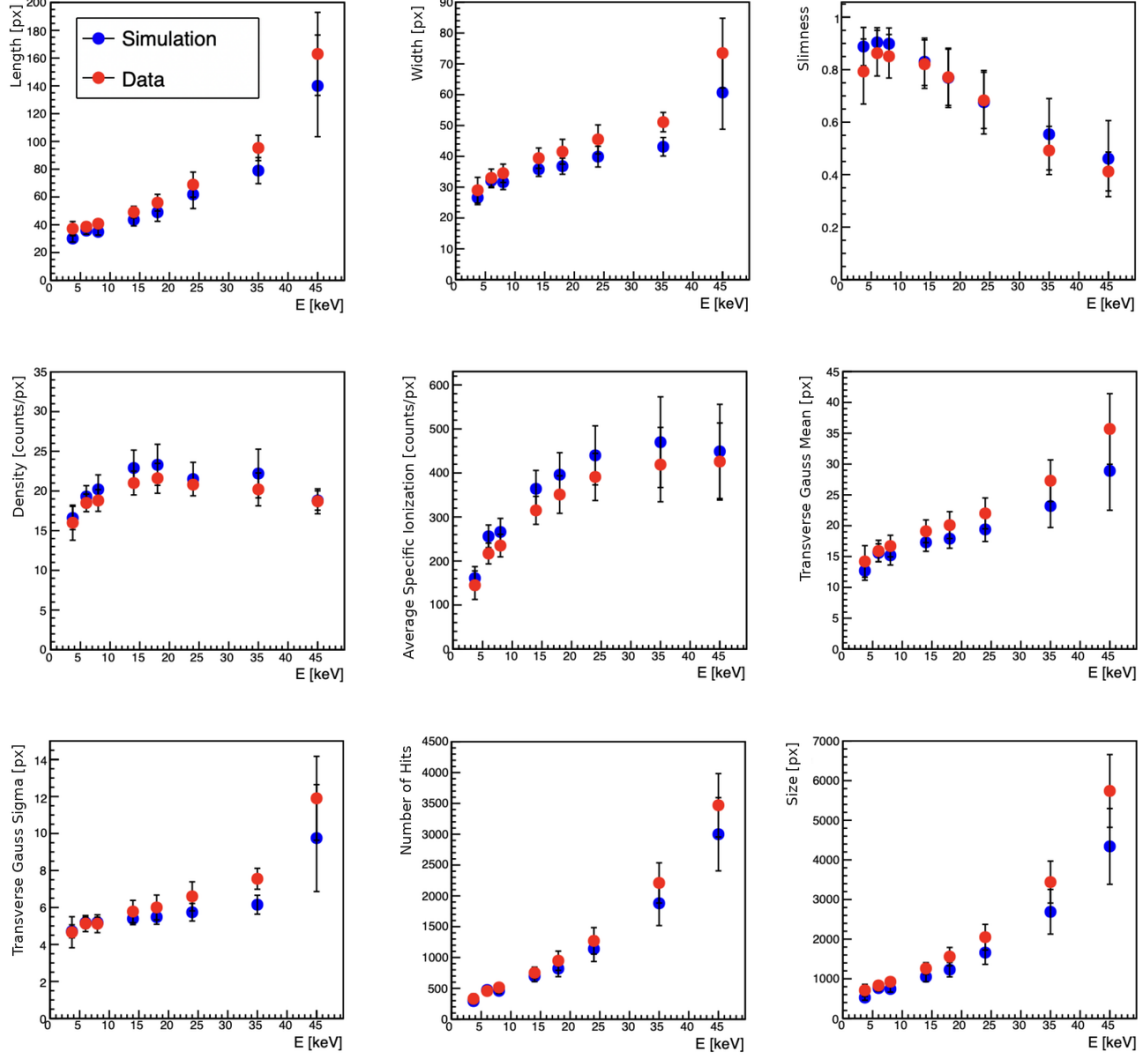 Length [px]
200
180
160
140
120
100
80
60
40
20
0
Simulation
Data
0 5 10 15 20 25 30 35 40 45
E [keV]
Width [px]
90
80
70
60
50
40
30
20
10
0
0 5 10 15 20 25 30 35 40 45
E [keV]
Slimness
1
0.8
0.6
0.4
0.2
0
0 5 10 15 20 25 30 35 40 45
E [keV]
Density [counts/px]
35
30
25
20
15
10
5
0
0 5 10 15 20 25 30 35 40 45
E [keV]
Average Specific Ionization [counts/px]
600
500
400
300
200
100
0
0 5 10 15 20 25 30 35 40 45
E [keV]
Transverse Gauss Mean [px]
45
40
35
30
25
20
15
10
5
0
0 5 10 15 20 25 30 35 40 45
E [keV]
Transverse Gauss Sigma [px]
14
12
10
8
6
4
2
0
0 5 10 15 20 25 30 35 40 45
E [keV]
Number of Hits
4500
4000
3500
3000
2500
2000
1500
1000
500
0
0 5 10 15 20 25 30 35 40 45
E [keV]
Size [px]
7000
6000
5000
4000
3000
2000
1000
0
0 5 10 15 20 25 30 35 40 45
E [keV]